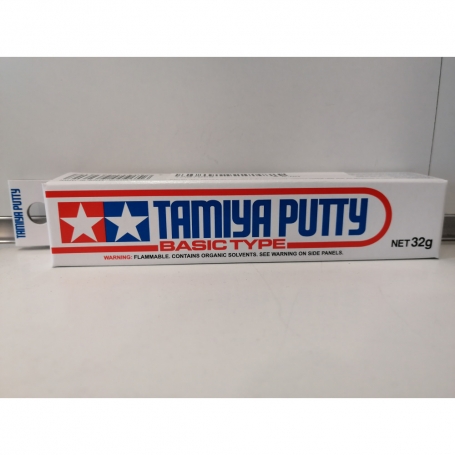 TAMIYA PUTTY
TAMIYA PUTTY
BASIC TYPE
NET 32g
WARNING: FLAMMABLE. CONTAINS ORGANIC SOLVENTS. SEE WARNING ON SIDE PANELS.